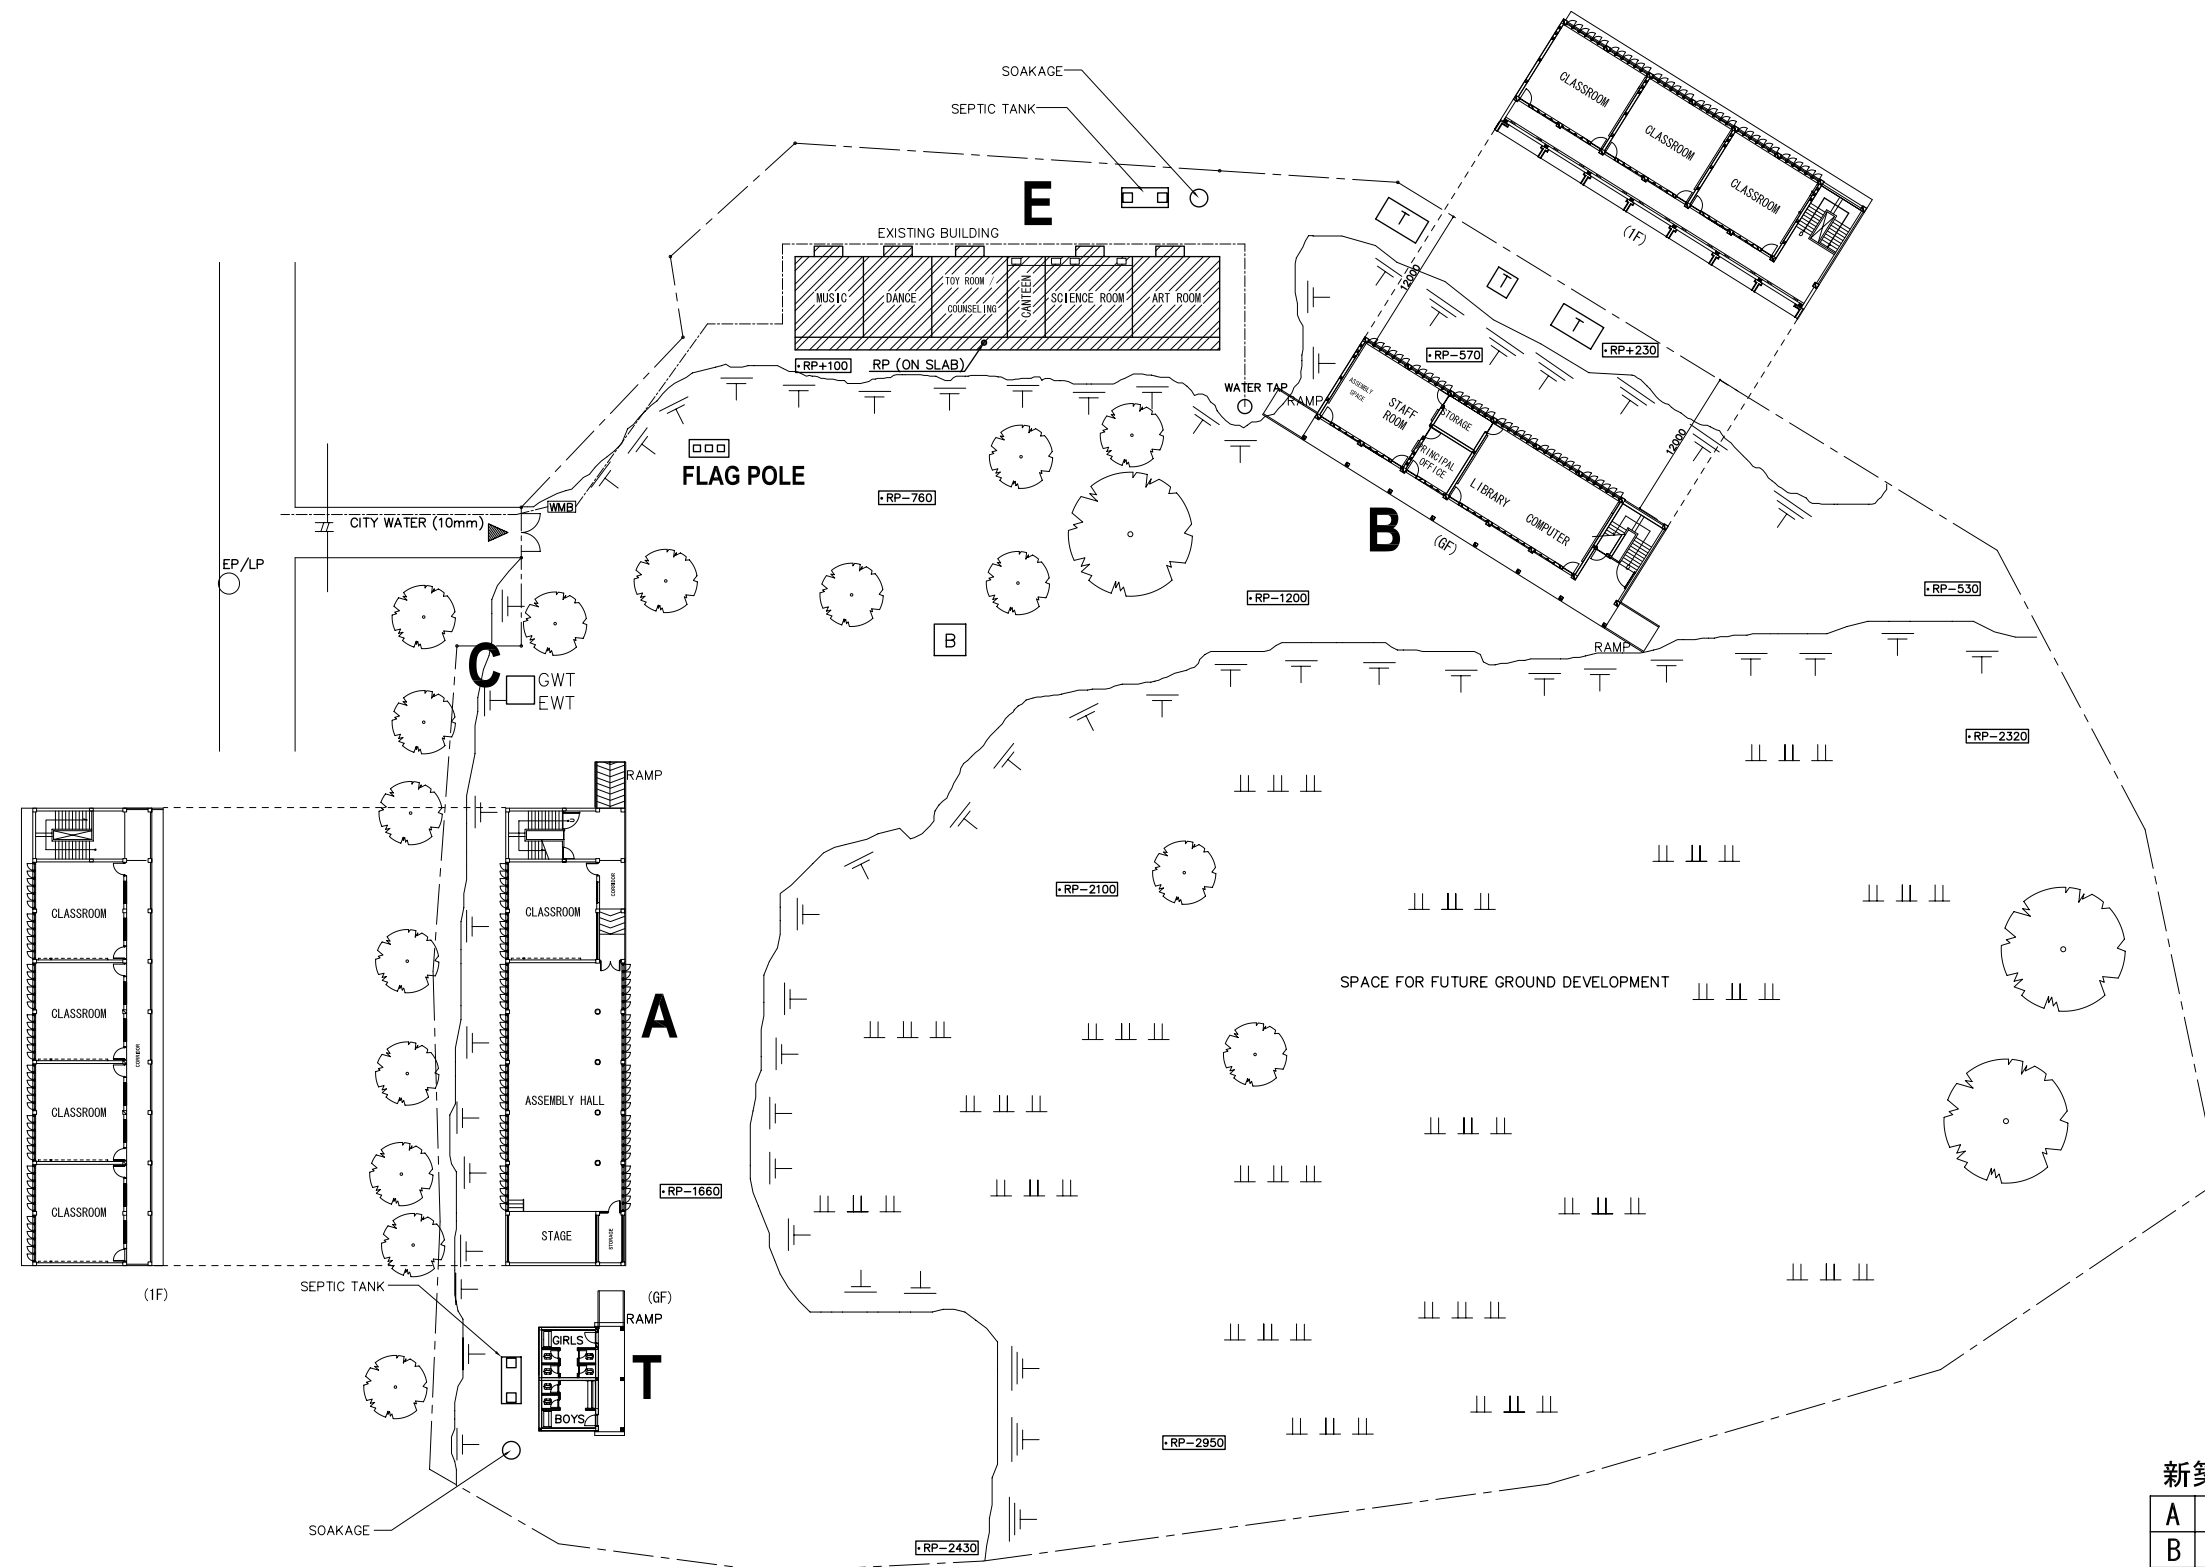 SOAKAGE
SEPTIC TANK
E
EXISTING BUILDING
MUSIC
DANCE
TOY ROOM /
COUNSELING
CANTEEN
SCIENCE ROOM
ART ROOM
RP+100
RP (ON SLAB)
WATER TAP
CLASSROOM
CLASSROOM
CLASSROOM
(1F)
T
T
T
12000
12000
RP-570
RP+230
RAMP
ASSEMBLY
SPACE
STAFF
ROOM
STORAGE
PRINCIPAL
OFFICE
LIBRARY
COMPUTER
B
(GF)
RAMP
FLAG POLE
RP-760
WMB
CITY WATER (10mm)
EP/LP
RP-1200
RP-530
B
C
GWT
EWT
RP-2320
RAMP
CLASSROOM
CLASSROOM
CLASSROOM
CLASSROOM
CORRIDOR
(1F)
CLASSROOM
CORRIDOR
A
ASSEMBLY HALL
STAGE
STORAGE
(GF)
RP-2100
SPACE FOR FUTURE GROUND DEVELOPMENT
RP-1660
SEPTIC TANK
RAMP
GIRLS
BOYS
T
SOAKAGE
RP-2950
RP-2430
新築
A
B